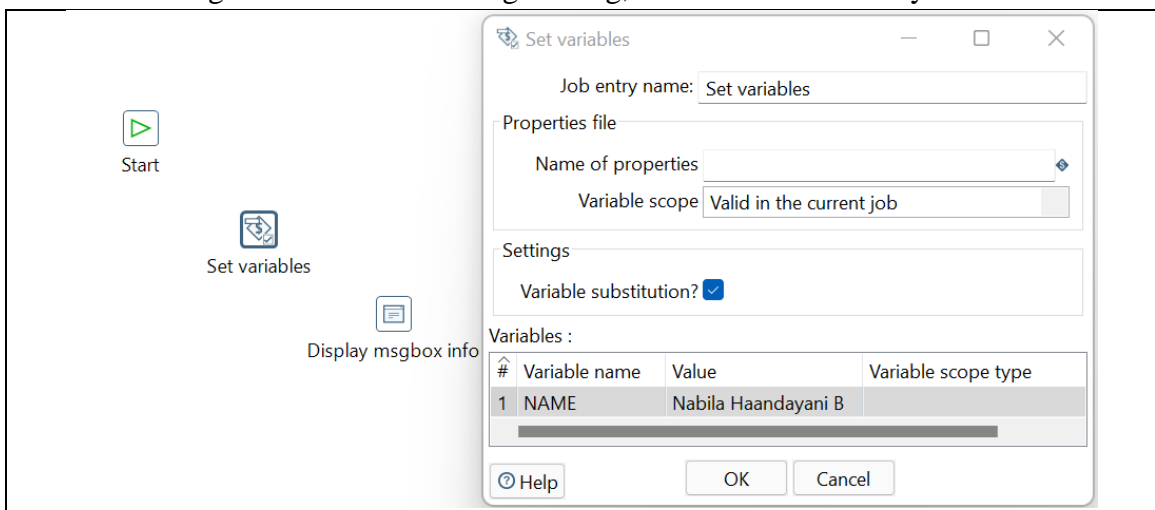 Set variables
Job entry name: Set variables
Properties file
Name of properties
Variable scope Valid in the current job
Settings
Variable substitution?
Variables :
# Variable name Value Variable scope type
1 NAME Nabila Haandayani B
Help OK Cancel
Start
Set variables
Display msgbox info